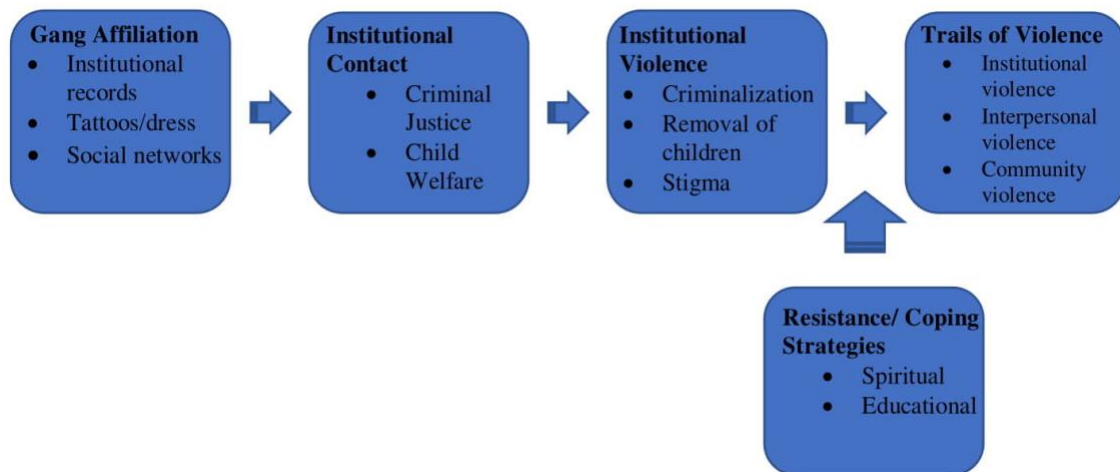 Gang Affiliation
• Institutional
records
• Tattoos/dress
• Social networks
Institutional
Contact
• Criminal
Justice
• Child
Welfare
Institutional
Violence
• Criminalization
• Removal of
children
• Stigma
Trails of Violence
• Institutional
violence
• Interpersonal
violence
• Community
violence
Resistance/ Coping
Strategies
• Spiritual
• Educational